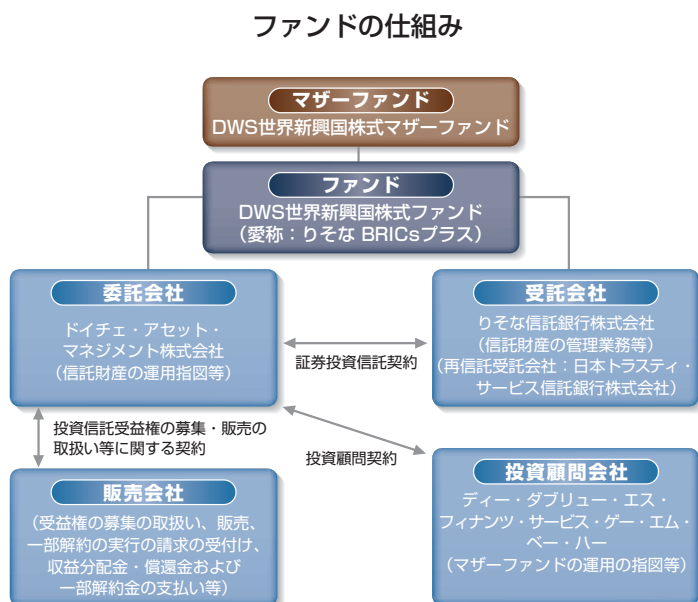 ファンドの仕組み
マザーファンド
DWS世界新興国株式マザーファンド
ファンド
DWS世界新興国株式ファンド
（愛称：りそな BRICsプラス）
委託会社
ドイチェ・アセット・
マネジメント株式会社
（信託財産の運用指図等）
証券投資信託契約
受託会社
りそな信託銀行株式会社
（信託財産の管理業務等）
（再信託受託会社：日本トラスティ・
サービス信託銀行株式会社）
投資信託受益権の募集・販売の
取扱い等に関する契約
投資顧問契約
販売会社
（受益権の募集の取扱い、販売、
一部解約の実行の請求の受付け、
収益分配金・償還金および
一部解約金の支払い等）
投資顧問会社
ディー・ダブリュー・エス・
フィナンツ・サービス・ゲー・エム・
ベー・ハー
（マザーファンドの運用の指図等）